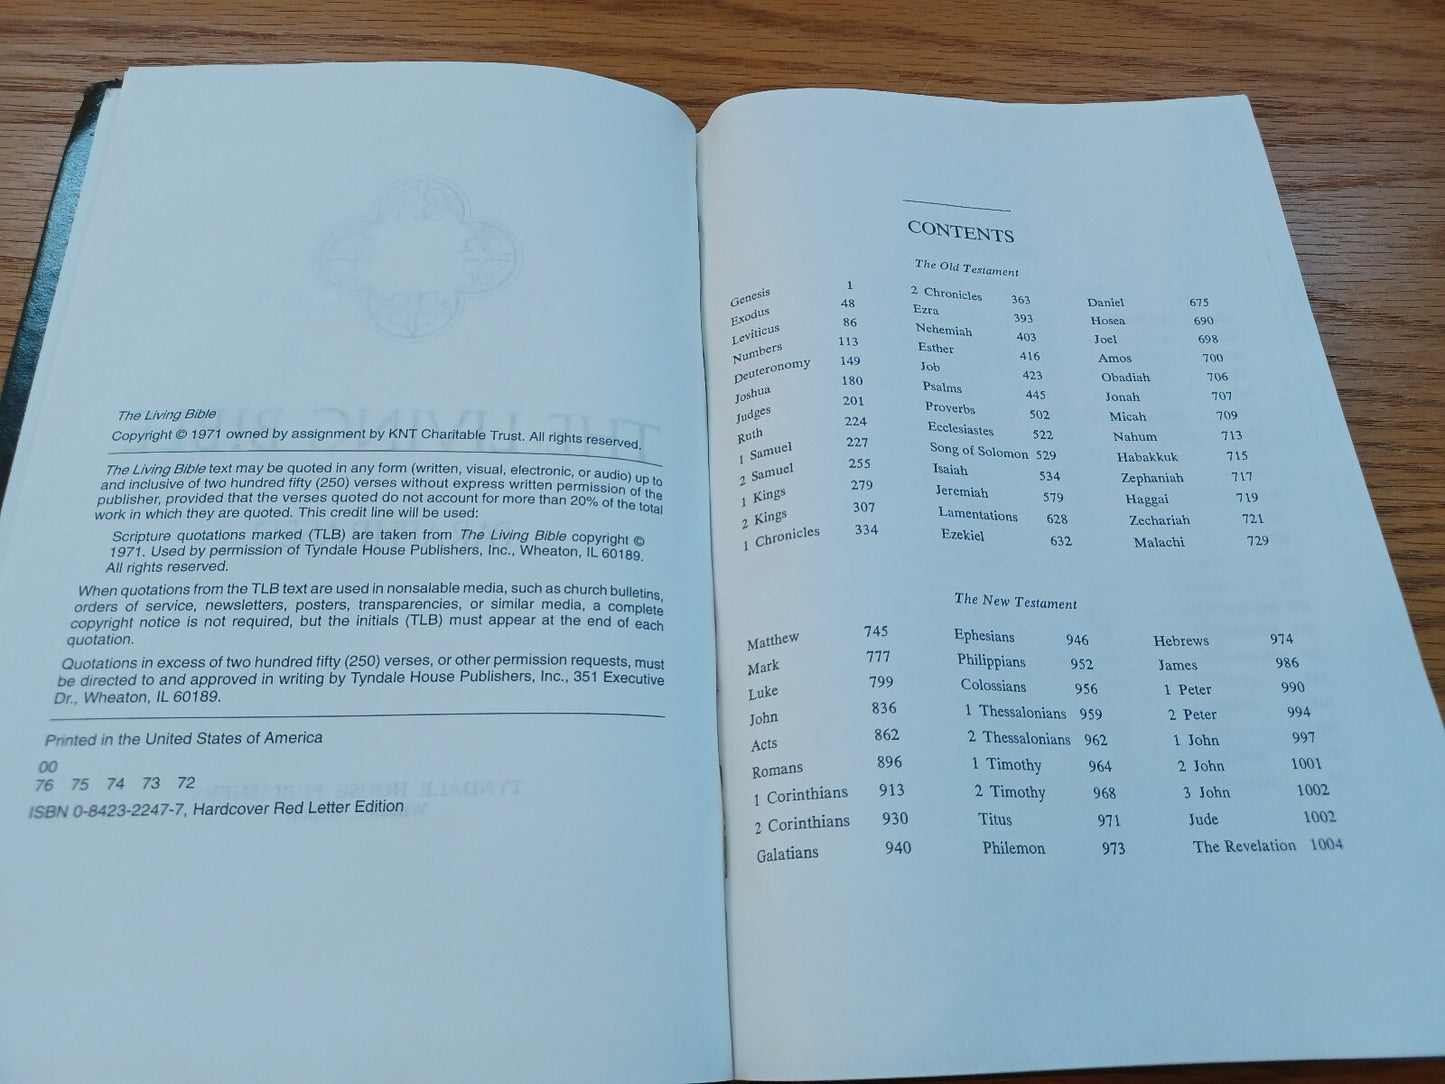 The Living Bible
Copyright © 1971 owned by assignment by KNT Charitable Trust. All rights reserved.
The Living Bible text may be quoted in any form (written, visual, electronic, or audio) up to
and inclusive of two hundred fifty (250) verses without express written permission of the
publisher, provided that the verses quoted do not account for more than 20% of the total
work in which they are quoted. This credit line will be used:
Scripture quotations marked (TLB) are taken from The Living Bible copyright ©
1971. Used by permission of Tyndale House Publishers, Inc., Wheaton, IL 60189.
All rights reserved.
When quotations from the TLB text are used in nonsalable media, such as church bulletins,
orders of service, newsletters, posters, transparencies, or similar media, a complete
copyright notice is not required, but the initials (TLB) must appear at the end of each
quotation.
Quotations in excess of two hundred fifty (250) verses, or other permission requests, must
be directed to and approved in writing by Tyndale House Publishers, Inc., 351 Executive
Dr., Wheaton, IL 60189.
Printed in the United States of America
00
76 75 74 73 72
ISBN 0-8423-2247-7, Hardcover Red Letter Edition
CONTENTS
The Old Testament
Genesis 1
Exodus 48
Leviticus 86
Numbers 113
Deuteronomy 149
Joshua 180
Judges 201
Ruth 224
1 Samuel 227
2 Samuel 255
1 Kings 279
2 Kings 307
1 Chronicles 334
2 Chronicles 363
Ezra 393
Nehemiah 403
Esther 416
Job 423
Psalms 445
Proverbs 502
Ecclesiastes 522
Song of Solomon 529
Isaiah 534
Jeremiah 579
Lamentations 628
Ezekiel 632
Daniel 675
Hosea 690
Joel 698
Amos 700
Obadiah 706
Jonah 707
Micah 709
Nahum 713
Habakkuk 715
Zephaniah 717
Haggai 719
Zechariah 721
Malachi 729
The New Testament
Matthew 745
Mark 777
Luke 799
John 836
Acts 862
Romans 896
1 Corinthians 913
2 Corinthians 930
Galatians 940
Ephesians 946
Philippians 952
Colossians 956
1 Thessalonians 959
2 Thessalonians 962
1 Timothy 964
2 Timothy 968
Titus 971
Philemon 973
Hebrews 974
James 986
1 Peter 990
2 Peter 994
1 John 997
2 John 1001
3 John 1002
Jude 1002
The Revelation 1004